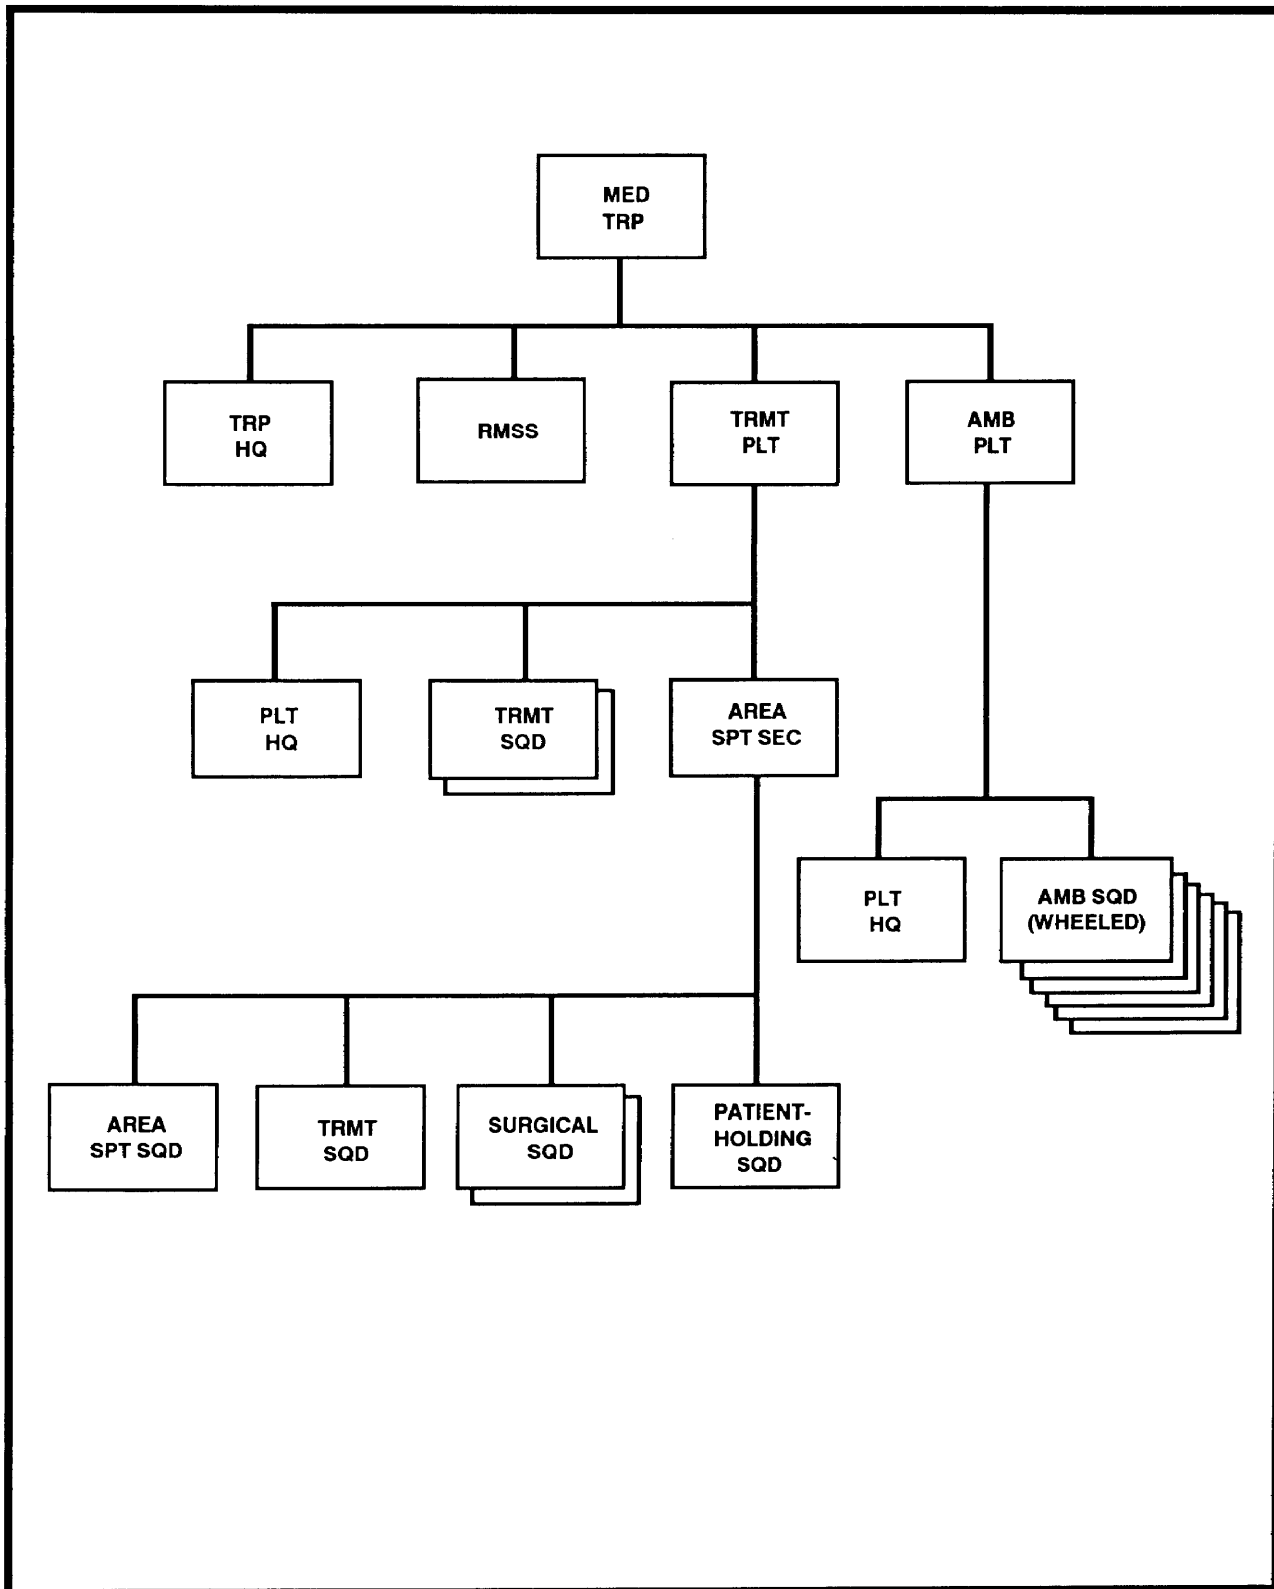 MED
TRP
TRP
HQ
RMSS
TRMT
PLT
AMB
PLT
PLT
HQ
TRMT
SQD
AREA
SPT SEC
PLT
HQ
AMB SQD
(WHEELED)
AREA
SPT SQD
TRMT
SQD
SURGICAL
SQD
PATIENT-
HOLDING
SQD